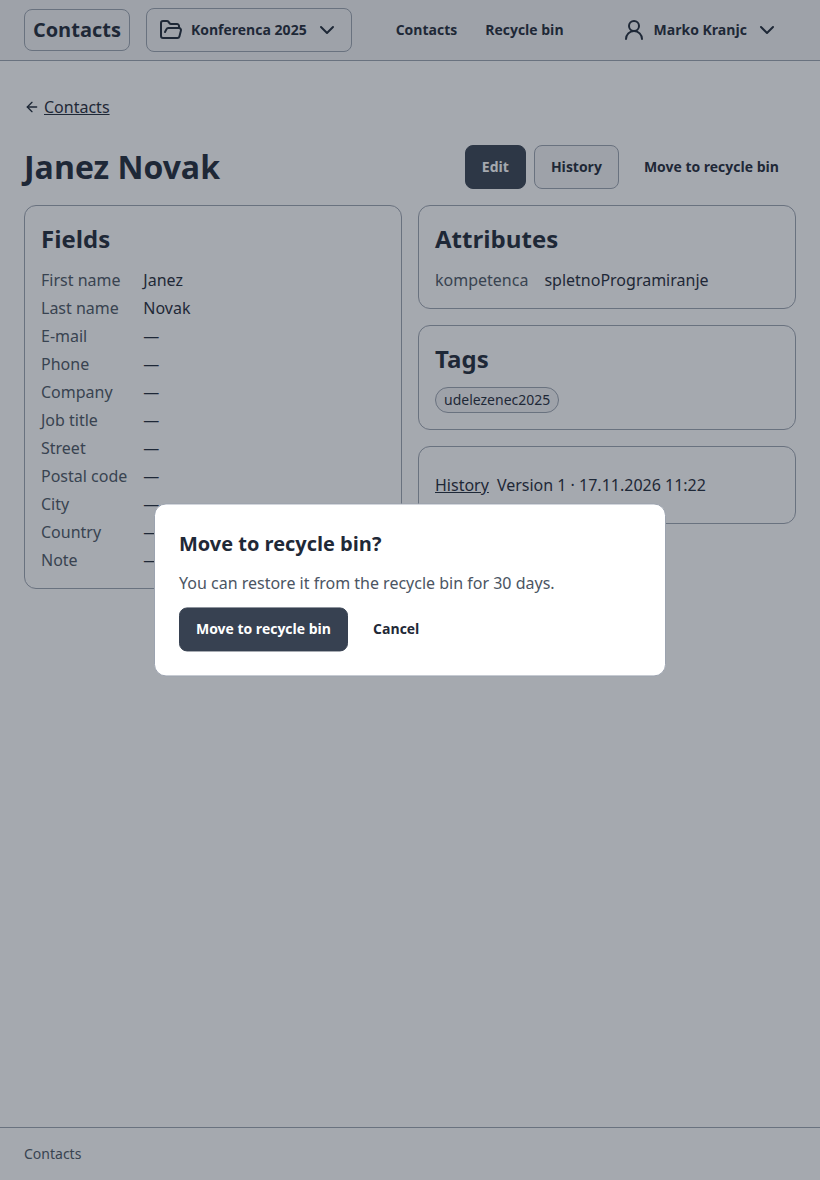 Contacts Konferenca 2025 Contacts Recycle bin Marko Kranjc
← Contacts
Janez Novak
Edit History Move to recycle bin
Fields
First name Janez
Last name Novak
E-mail —
Phone —
Company —
Job title —
Street —
Postal code —
City —
Country —
Note —
Attributes
kompetenca spletnoProgramiranje
Tags
udelezenec2025
History Version 1 · 17.11.2026 11:22
Move to recycle bin?
You can restore it from the recycle bin for 30 days.
Move to recycle bin Cancel
Contacts